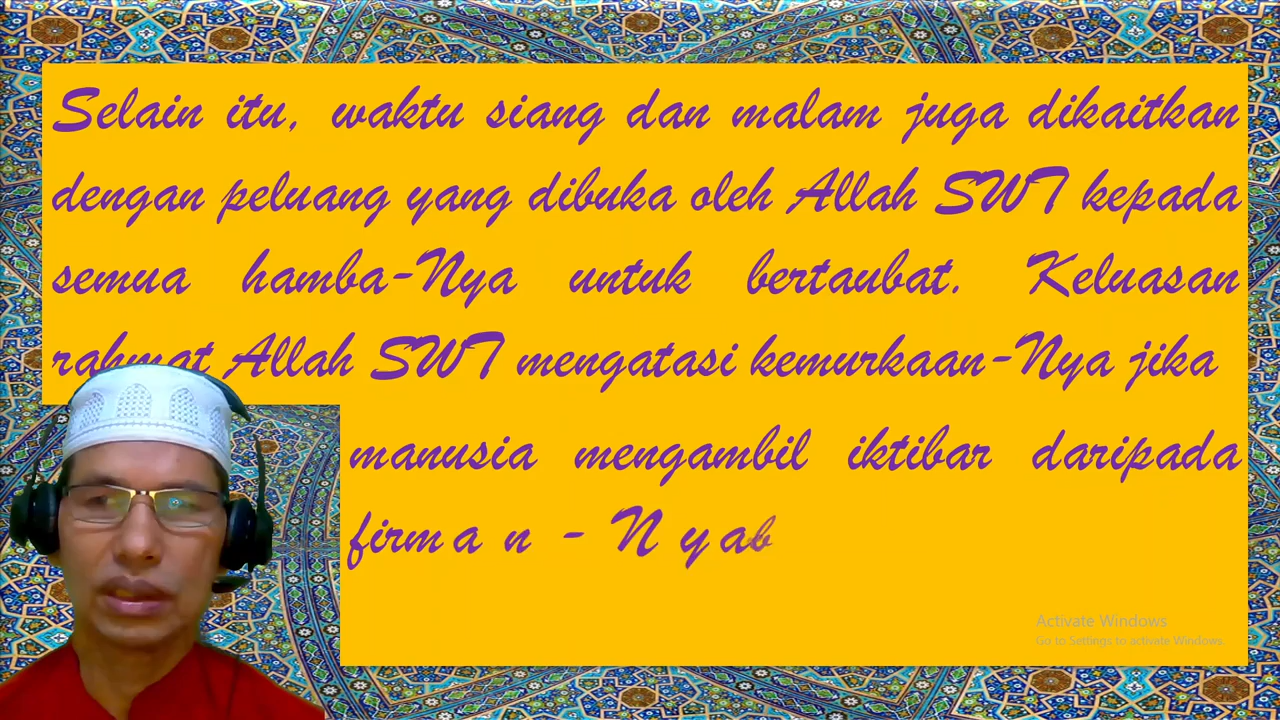 Selain itu, waktu siang dan malam juga dikaitkan
dengan peluang yang dibuka oleh Allah SWT kepada
semua hamba-Nya untuk bertaubat. Keluasan
rahmat Allah SWT mengatasi kemurkaan-Nya jika
manusia mengambil iktibar daripada
firman-Nyab
Activate Windows
Go to Settings to activate Windows.